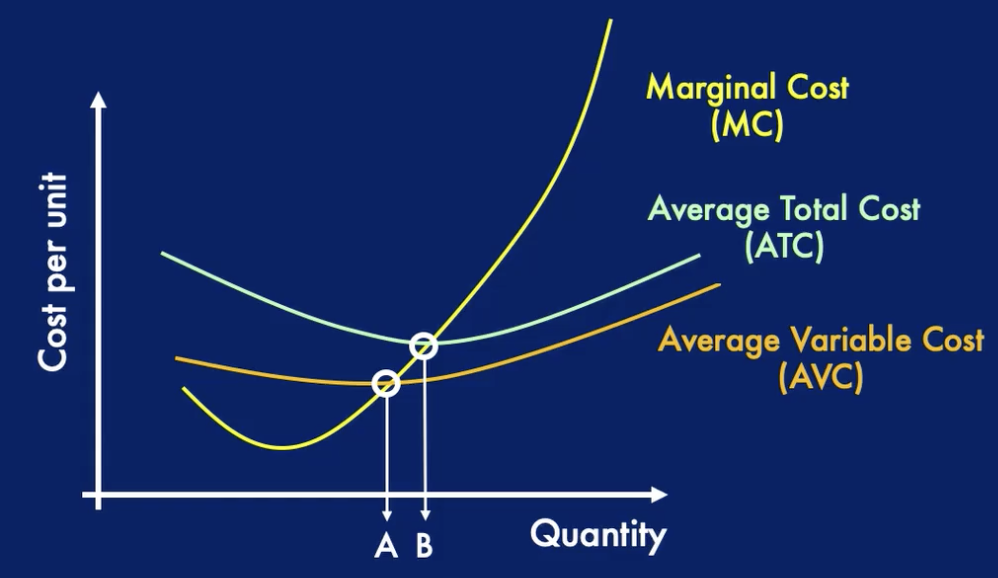 Marginal Cost
(MC)
Average Total Cost
(ATC)
Average Variable Cost
(AVC)
Cost per unit
A
B
Quantity